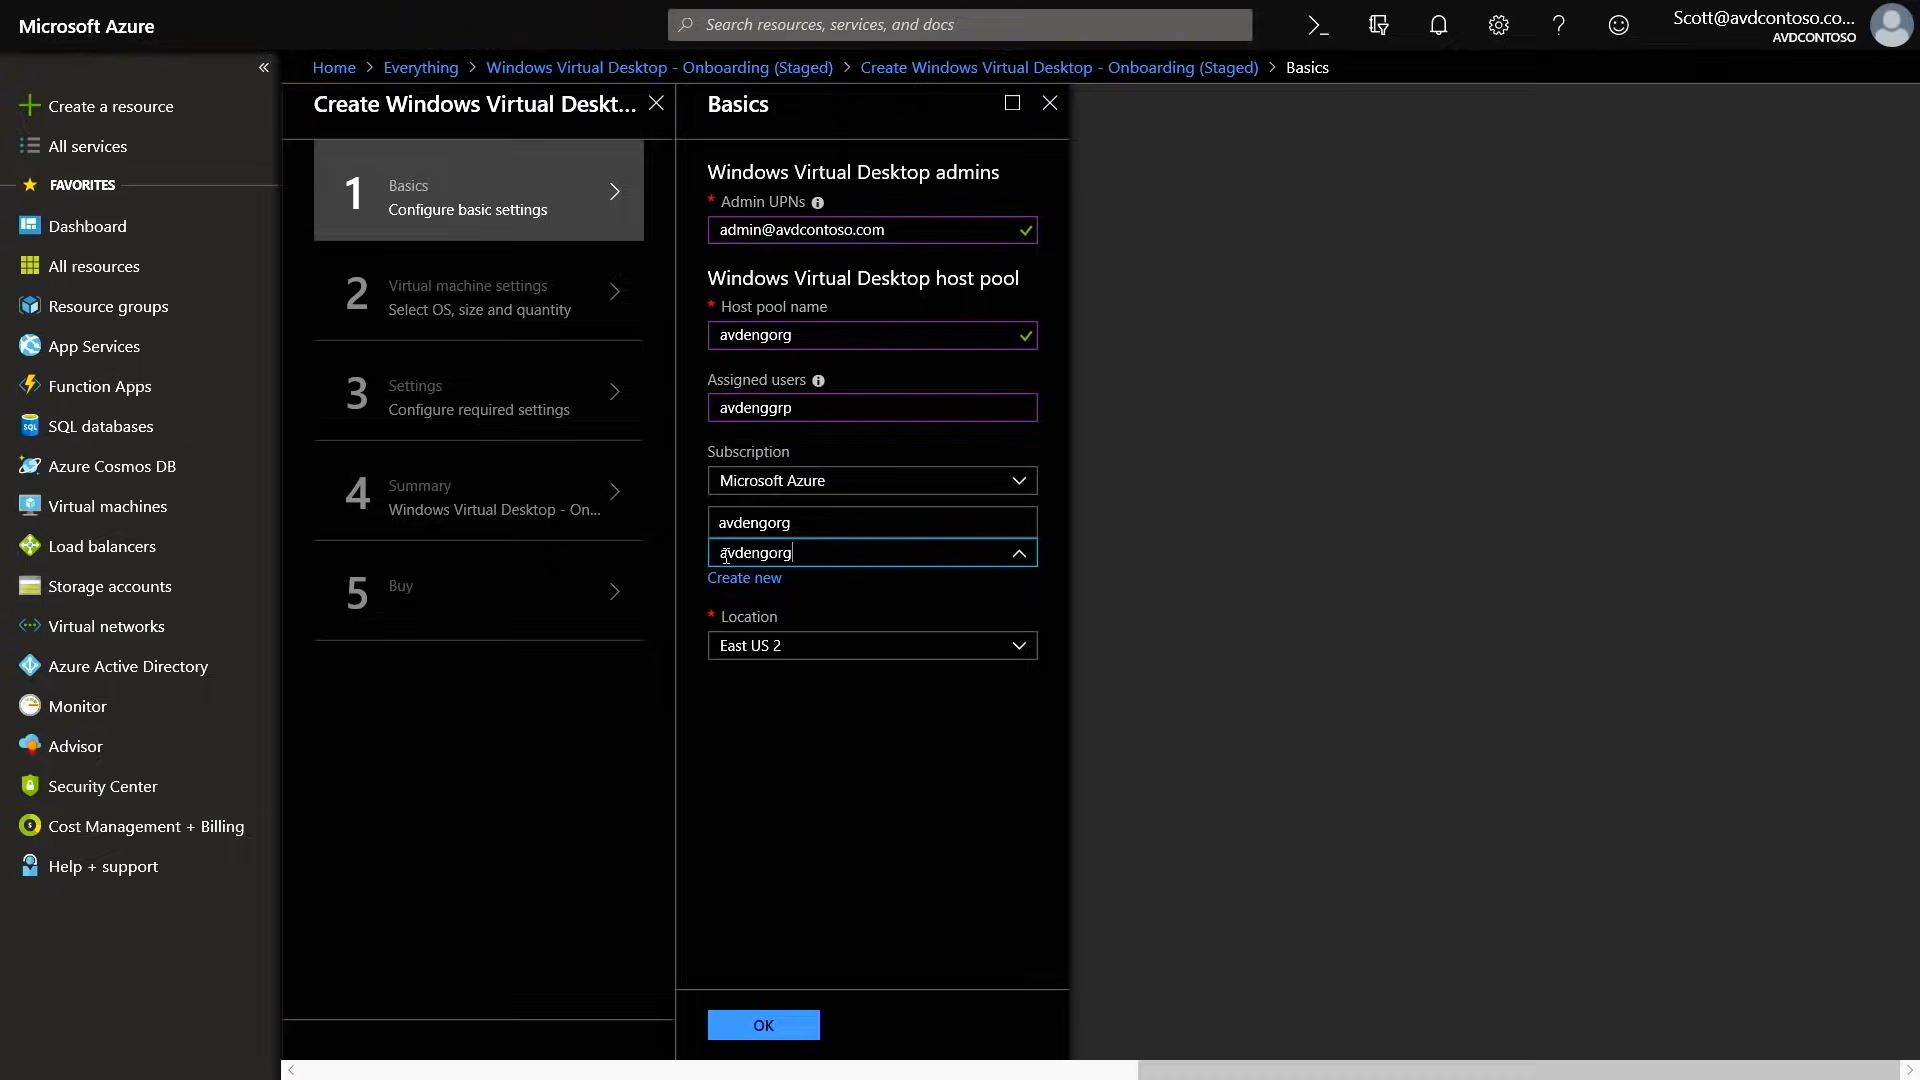 Microsoft Azure
Search resources, services, and docs
Scott@avdcontoso.co...
AVDCONTOSO
Home > Everything > Windows Virtual Desktop - Onboarding (Staged) > Create Windows Virtual Desktop - Onboarding (Staged) > Basics
Create a resource
All services
FAVORITES
Dashboard
All resources
Resource groups
App Services
Function Apps
SQL databases
Azure Cosmos DB
Virtual machines
Load balancers
Storage accounts
Virtual networks
Azure Active Directory
Monitor
Advisor
Security Center
Cost Management + Billing
Help + support
Create Windows Virtual Deskt...
1 Basics
Configure basic settings
2 Virtual machine settings
Select OS, size and quantity
3 Settings
Configure required settings
4 Summary
Windows Virtual Desktop - On...
5 Buy
Basics
Windows Virtual Desktop admins
* Admin UPNs
admin@avdcontoso.com
Windows Virtual Desktop host pool
* Host pool name
avdengorg
Assigned users
avdenggrp
Subscription
Microsoft Azure
avdengorg
avdengorg
Create new
* Location
East US 2
OK